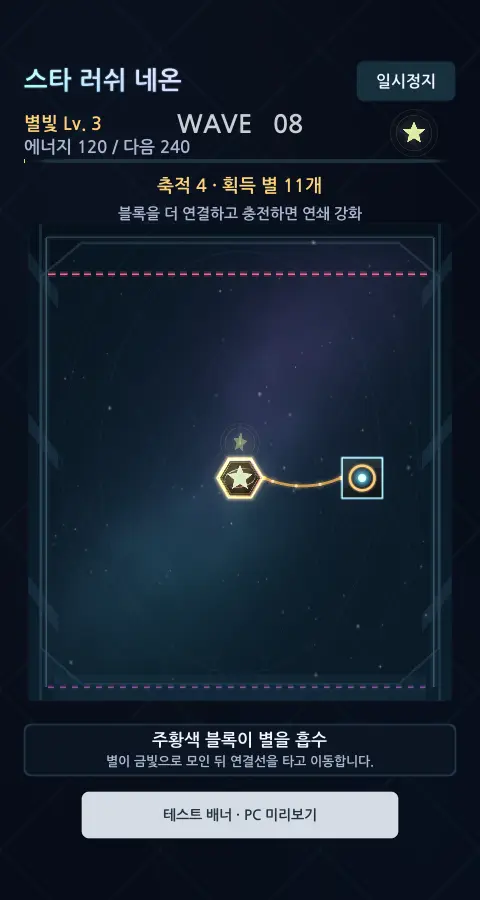 스타 러쉬 네온
일시정지
별빛 Lv. 3
WAVE 08
에너지 120 / 다음 240
축적 4 · 획득 별 11개
블록을 더 연결하고 충전하면 연쇄 강화
주황색 블록이 별을 흡수
별이 금빛으로 모인 뒤 연결선을 타고 이동합니다.
테스트 배너 · PC 미리보기